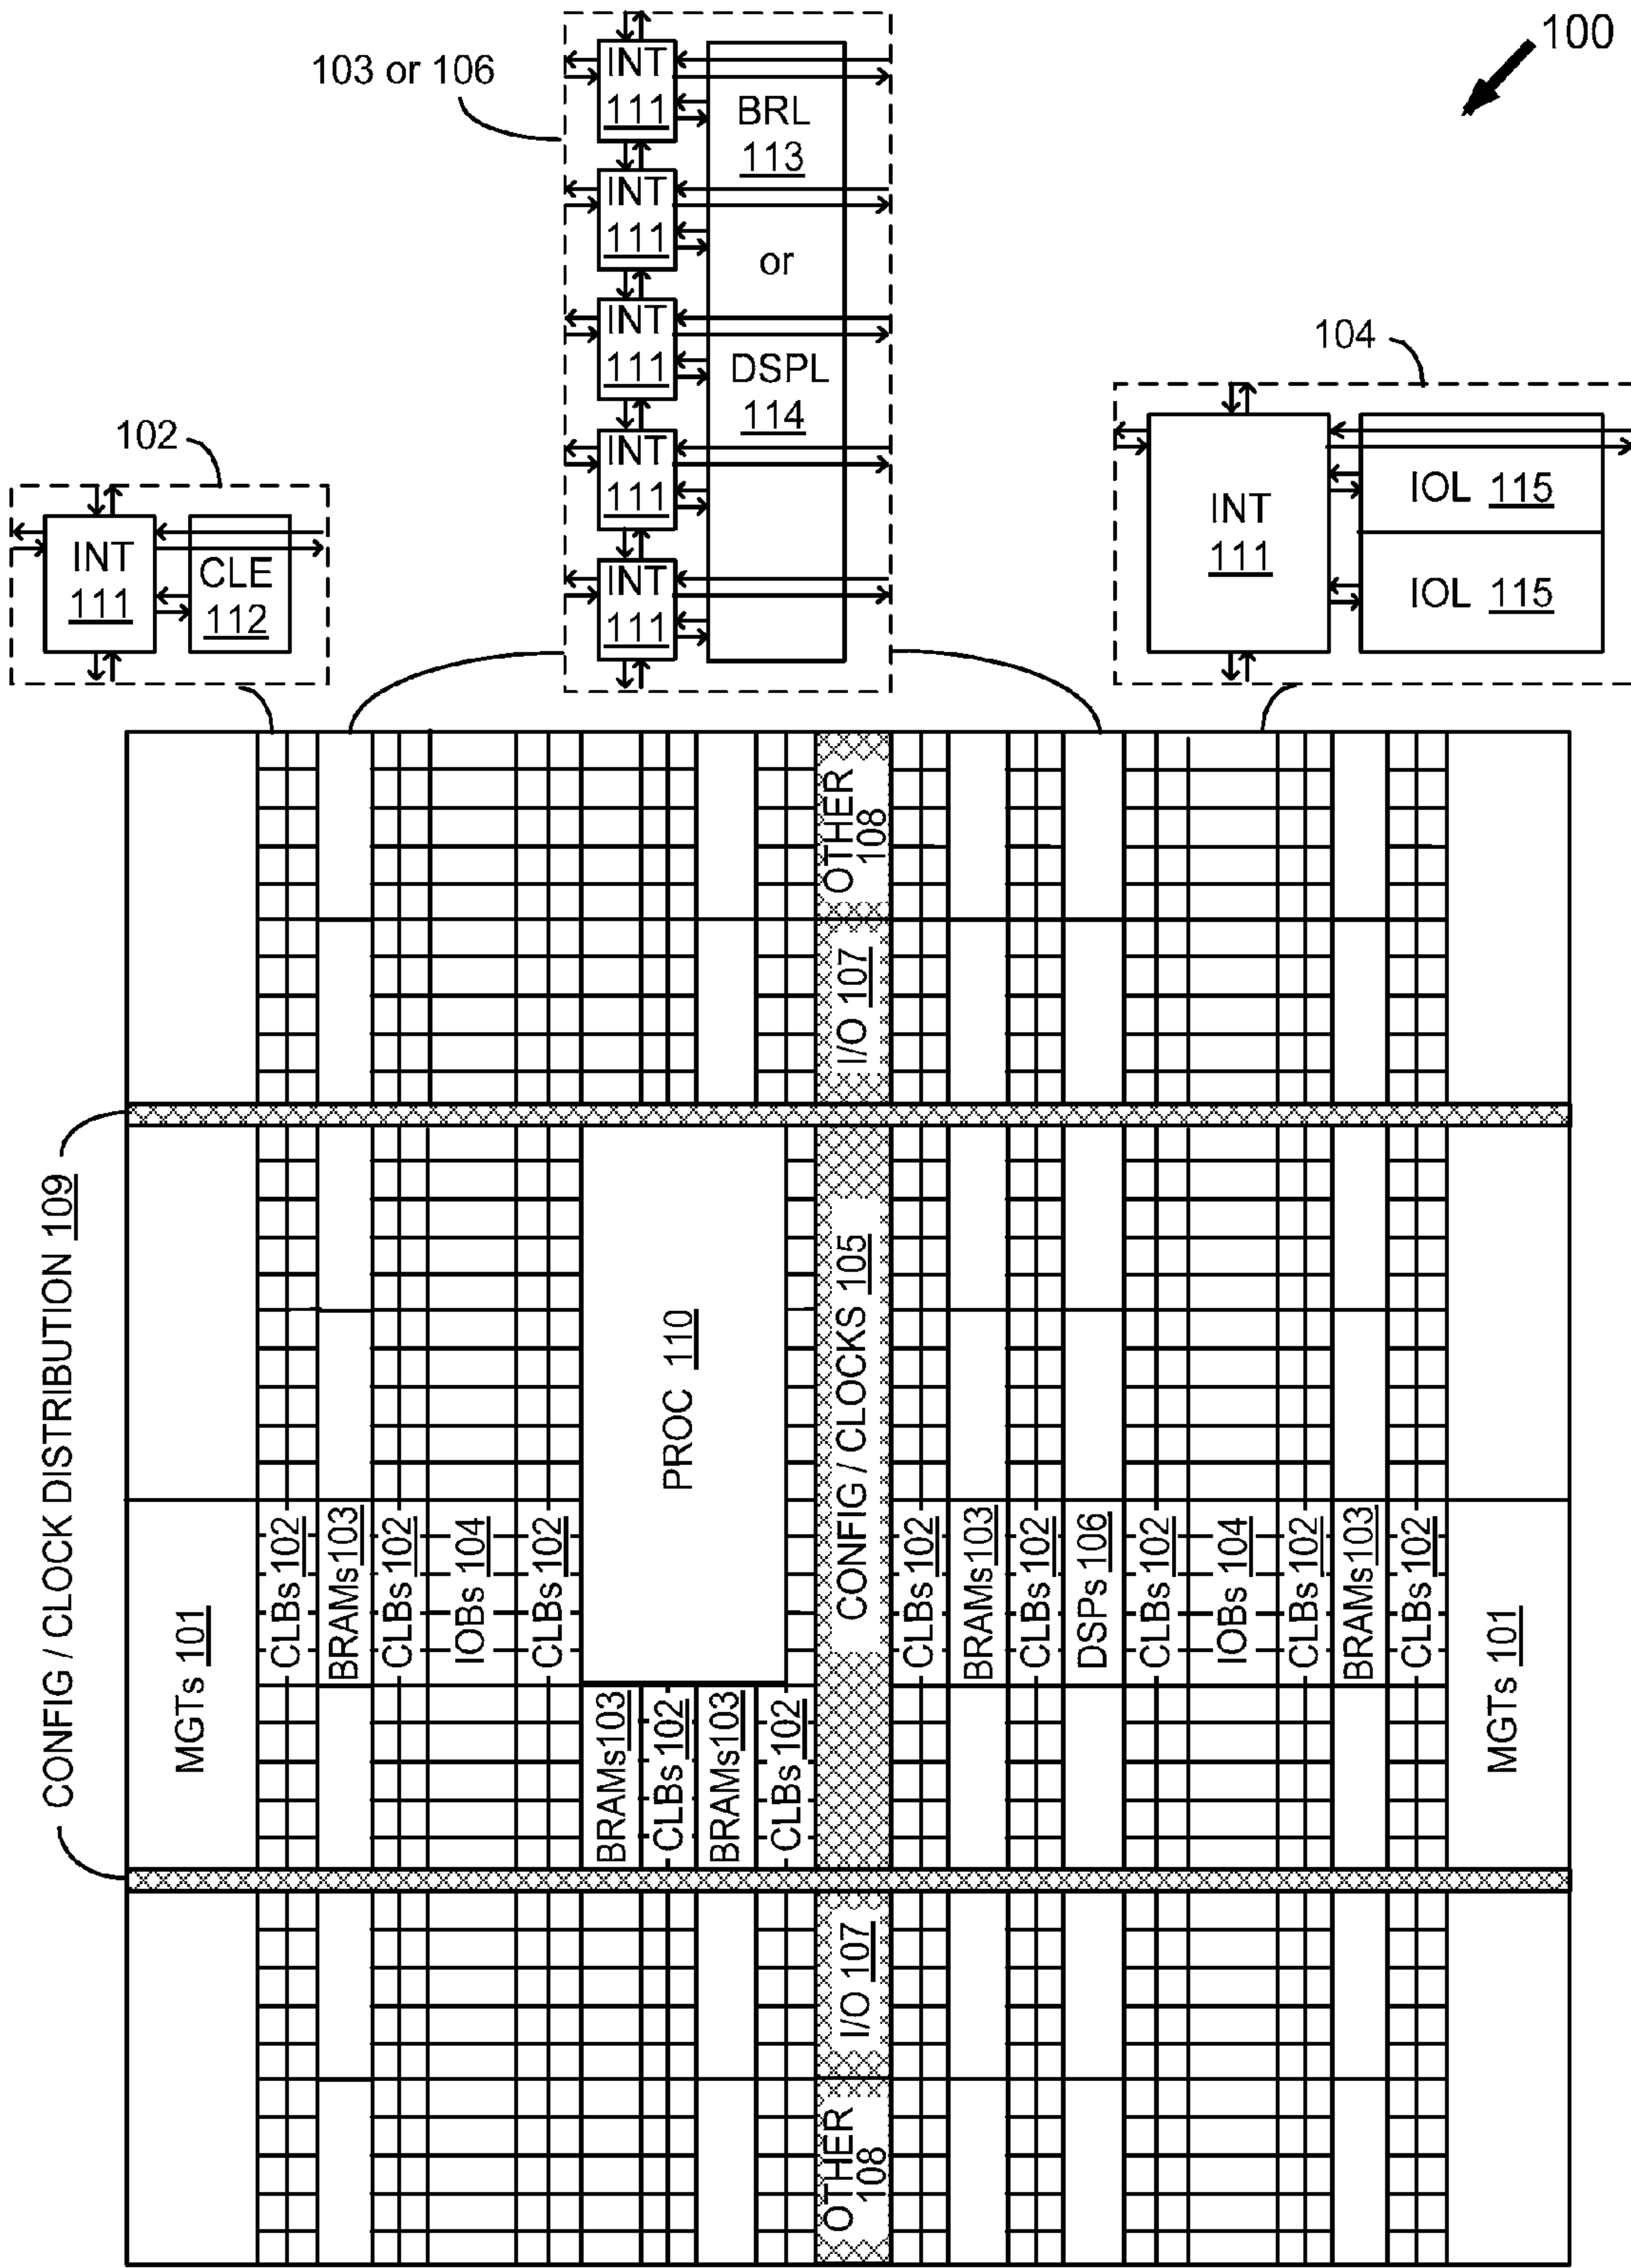 100
103 or 106
INT
111
INT
111
INT
111
INT
111
INT
111
BRL
113
or
DSPL
114
104
INT
111
IOL 115
IOL 115
102
INT
111
CLE
112
CONFIG / CLOCK DISTRIBUTION 109
OTHER
108
I/O 107
PROC 110
CONFIG / CLOCKS 105
MGTs 101
CLBs 102
BRAMs 103
CLBs 102
IOBs 104
CLBs 102
BRAMs 103
CLBs 102
BRAMs 103
CLBs 102
CLBs 102
BRAMs 103
CLBs 102
DSPs 106
CLBs 102
IOBs 104
CLBs 102
BRAMs 103
CLBs 102
MGTs 101
I/O 107
OTHER
108